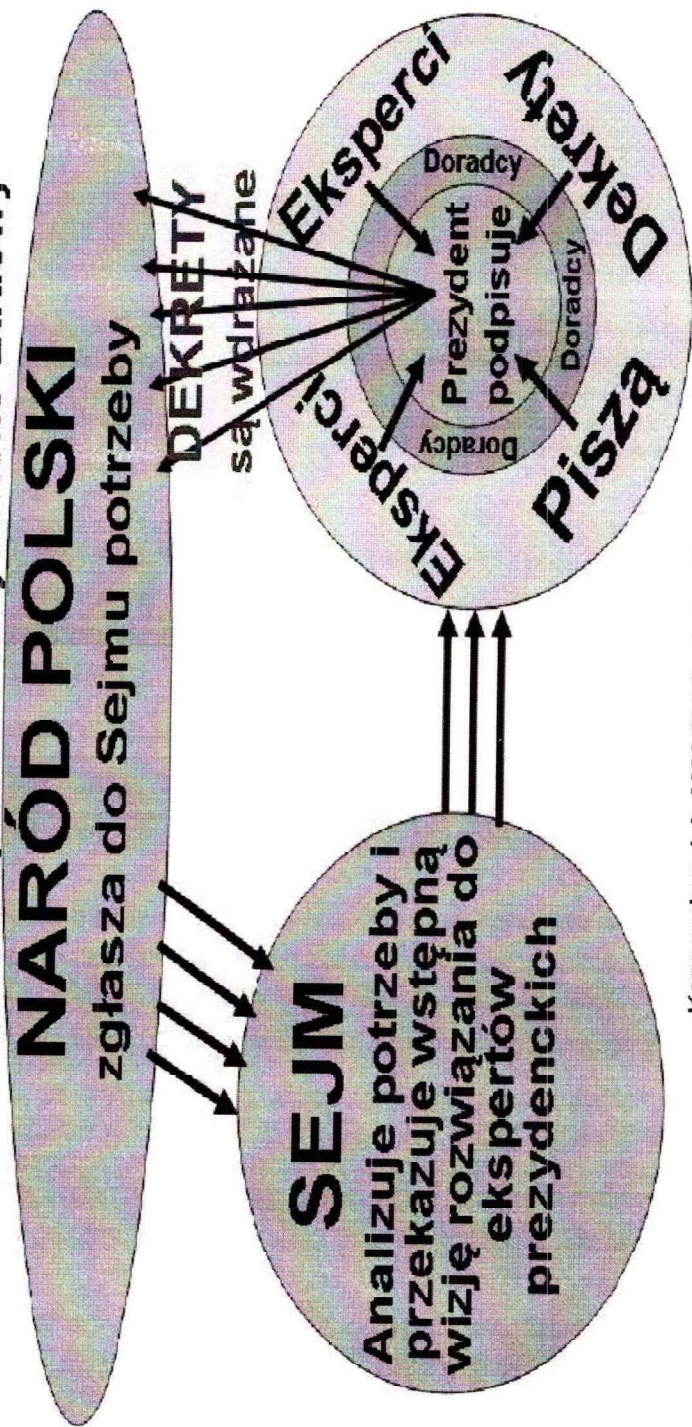 NARÓD POLSKI
zgłasza do Sejmu potrzeby
DEKRETY
są wdrażane
SEJM
Analizuje potrzeby i
przekazuje wstępną
wizję rozwiązania do
ekspertów
prezydenckich
Eksperci
Eksperci
Piszą
Dekrety
Doradcy
Doradcy
Doradcy
Prezydent
podpisuje